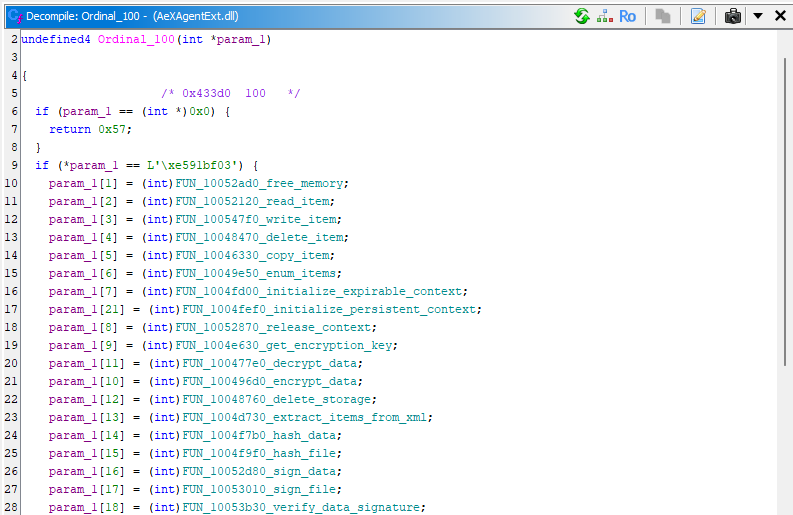 Decompile: Ordinal_100 - (AeXAgentExt.dll)
Ro
2 undefined4 Ordinal_100(int *param_1)
3
4 {
5 /* 0x433d0 100 */
6 if (param_1 == (int *)0x0) {
7 return 0x57;
8 }
9 if (*param_1 == L'\xe591bf03') {
10 param_1[1] = (int)FUN_10052ad0_free_memory;
11 param_1[2] = (int)FUN_10052120_read_item;
12 param_1[3] = (int)FUN_100547f0_write_item;
13 param_1[4] = (int)FUN_10048470_delete_item;
14 param_1[5] = (int)FUN_10046330_copy_item;
15 param_1[6] = (int)FUN_10049e50_enum_items;
16 param_1[7] = (int)FUN_1004fd00_initialize_expirable_context;
17 param_1[21] = (int)FUN_1004fef0_initialize_persistent_context;
18 param_1[8] = (int)FUN_10052870_release_context;
19 param_1[9] = (int)FUN_1004e630_get_encryption_key;
20 param_1[11] = (int)FUN_100477e0_decrypt_data;
21 param_1[10] = (int)FUN_100496d0_encrypt_data;
22 param_1[12] = (int)FUN_10048760_delete_storage;
23 param_1[13] = (int)FUN_1004d730_extract_items_from_xml;
24 param_1[14] = (int)FUN_1004f7b0_hash_data;
25 param_1[15] = (int)FUN_1004f9f0_hash_file;
26 param_1[16] = (int)FUN_10052d80_sign_data;
27 param_1[17] = (int)FUN_10053010_sign_file;
28 param_1[18] = (int)FUN_10053b30_verify_data_signature;